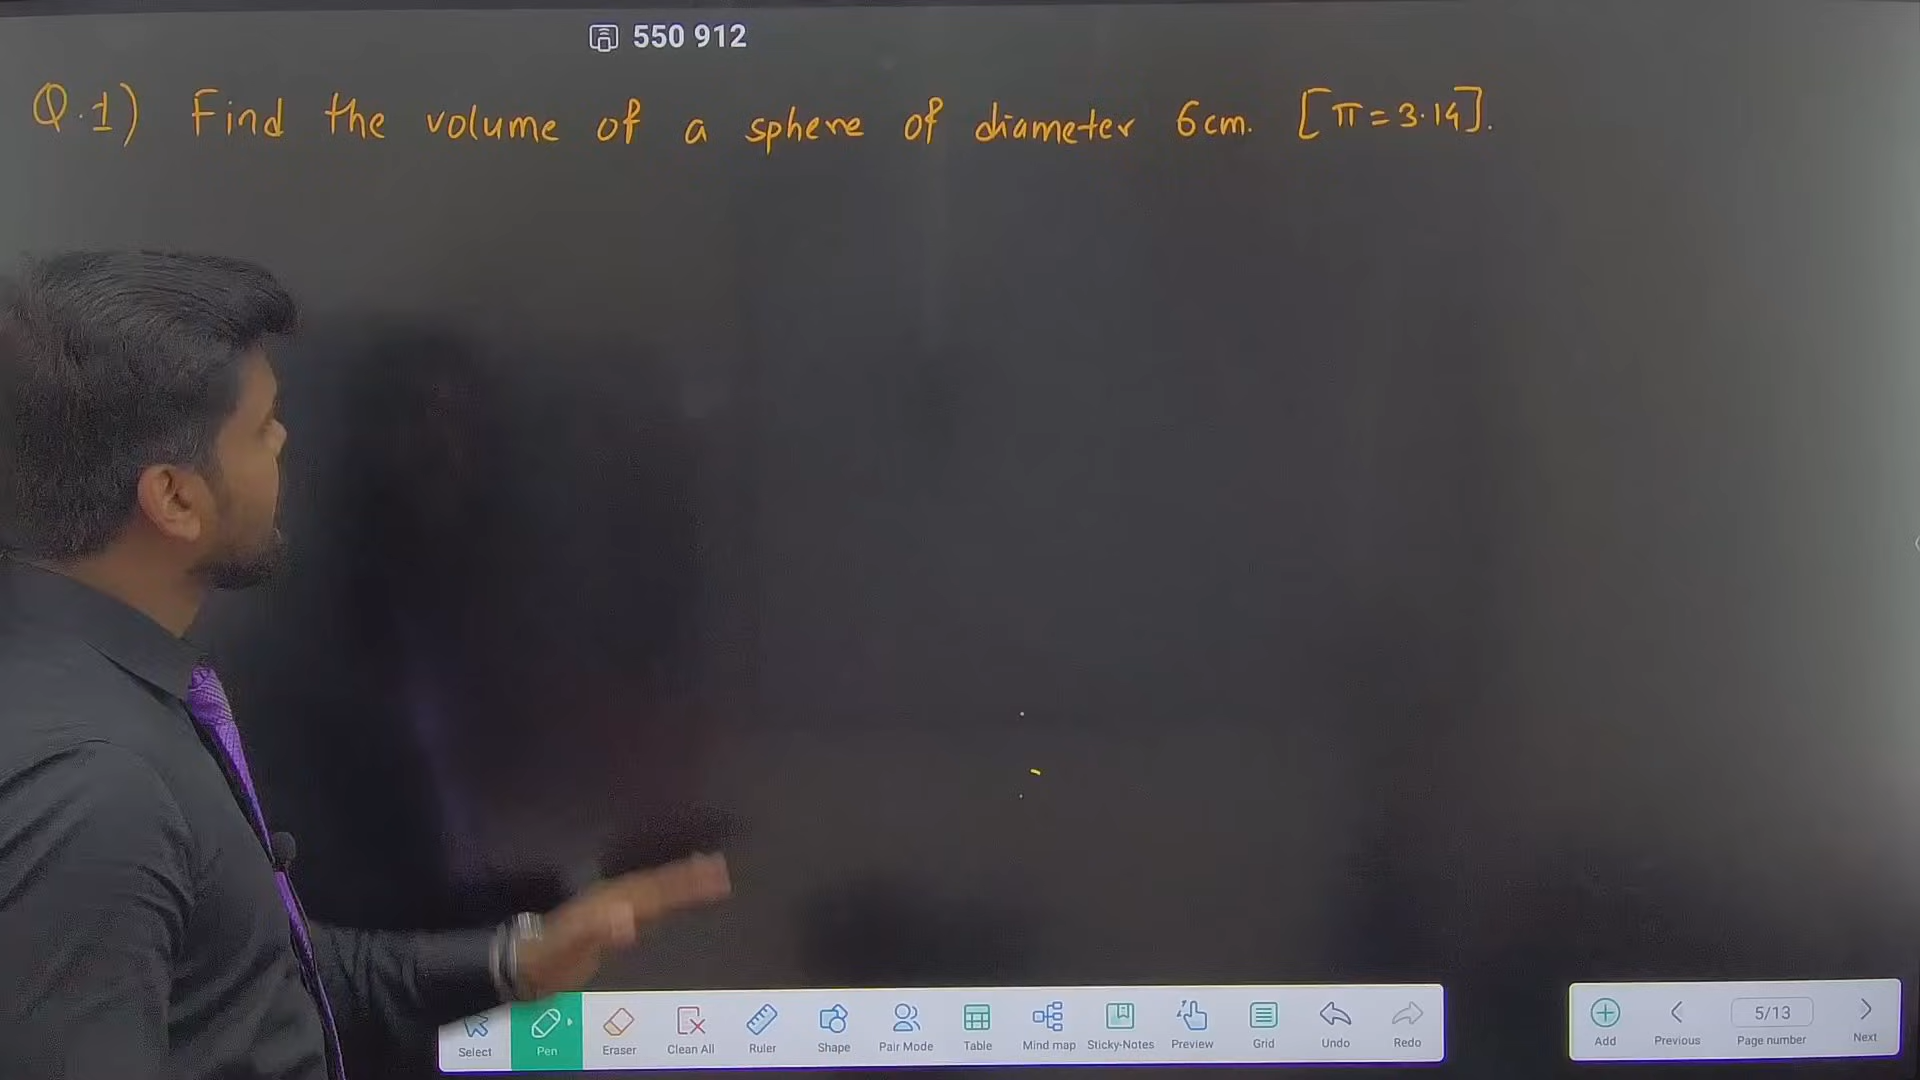 550 912
Q.1) Find the volume of a sphere of diameter 6cm. [π=3.14].
Select Pen Eraser Clean All Ruler Shape Pair Mode Table Mind map Sticky-Notes Preview Grid Undo Redo
Add Previous 5/13 Page number Next